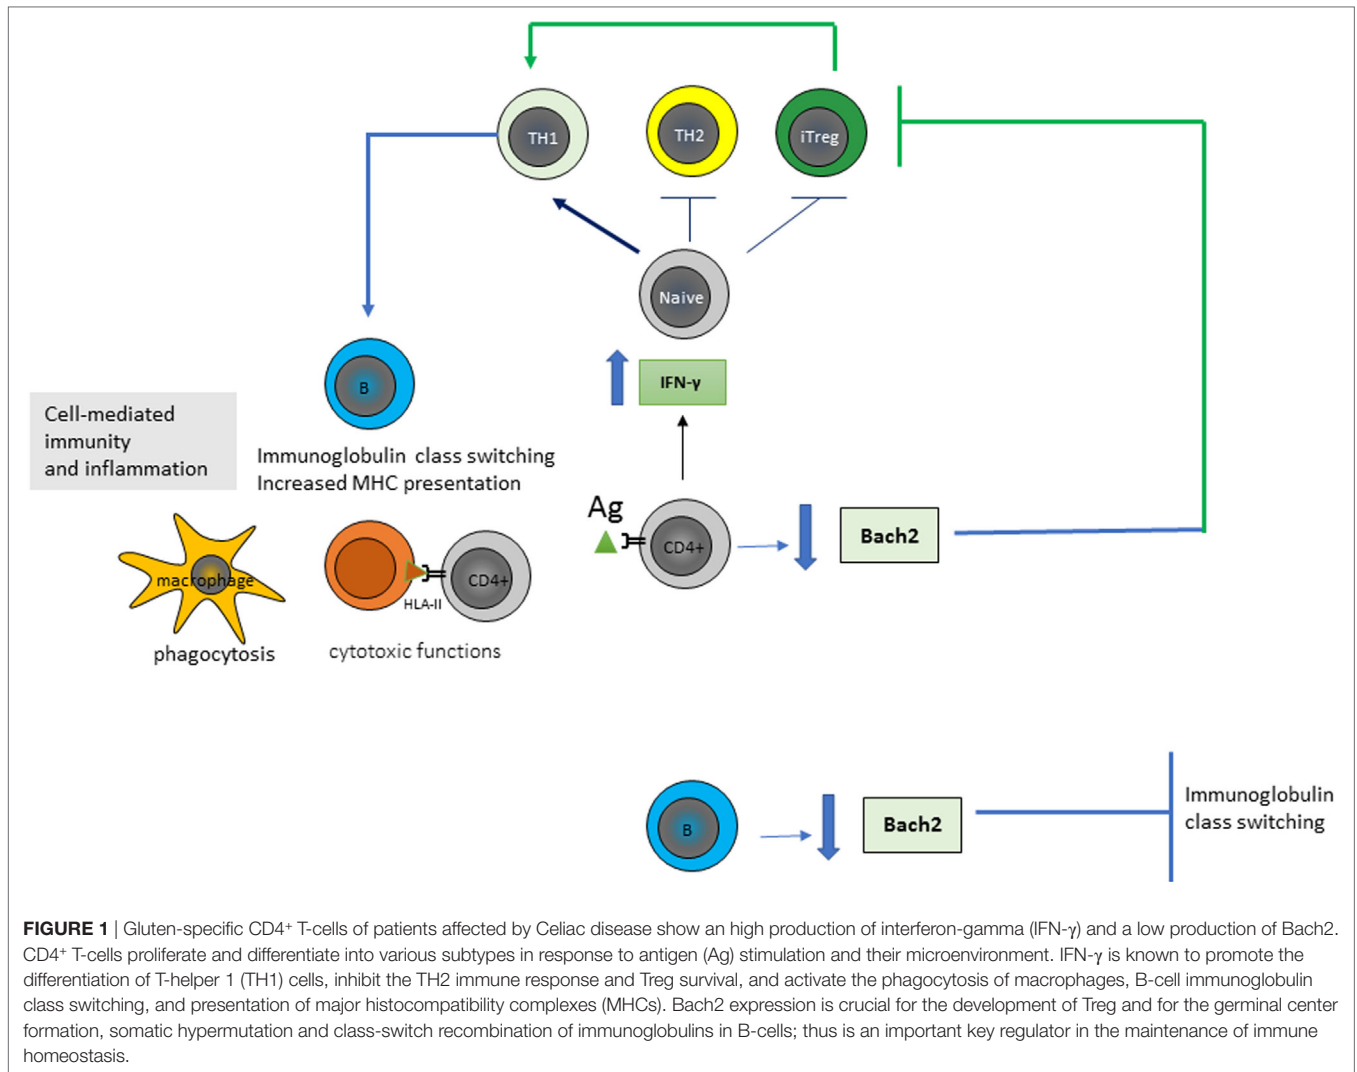 TH1
TH2
iTreg
Naive
IFN-γ
B
Cell-mediated
immunity
and inflammation
Immunoglobulin class switching
Increased MHC presentation
Ag
CD4+
Bach2
macrophage
HLA-II
CD4+
phagocytosis
cytotoxic functions
B
Bach2
Immunoglobulin
class switching
FIGURE 1 | Gluten-specific CD4⁺ T-cells of patients affected by Celiac disease show an high production of interferon-gamma (IFN-γ) and a low production of Bach2.
CD4⁺ T-cells proliferate and differentiate into various subtypes in response to antigen (Ag) stimulation and their microenvironment. IFN-γ is known to promote the
differentiation of T-helper 1 (TH1) cells, inhibit the TH2 immune response and Treg survival, and activate the phagocytosis of macrophages, B-cell immunoglobulin
class switching, and presentation of major histocompatibility complexes (MHCs). Bach2 expression is crucial for the development of Treg and for the germinal center
formation, somatic hypermutation and class-switch recombination of immunoglobulins in B-cells; thus is an important key regulator in the maintenance of immune
homeostasis.